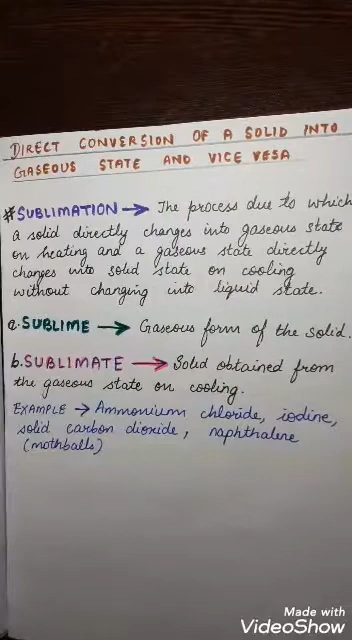 DIRECT CONVERSION OF A SOLID INTO
GASEOUS STATE AND VICE VESA
#SUBLIMATION → The process due to which
a solid directly changes into gaseous state
on heating and a gaseous state directly
changes into solid state on cooling
without changing into liquid state.
a. SUBLIME → Gaseous form of the solid.
b. SUBLIMATE → Solid obtained from
the gaseous state on cooling.
EXAMPLE → Ammonium chloride, iodine,
solid carbon dioxide, naphthalene
(mothballs)
Made with
VideoShow